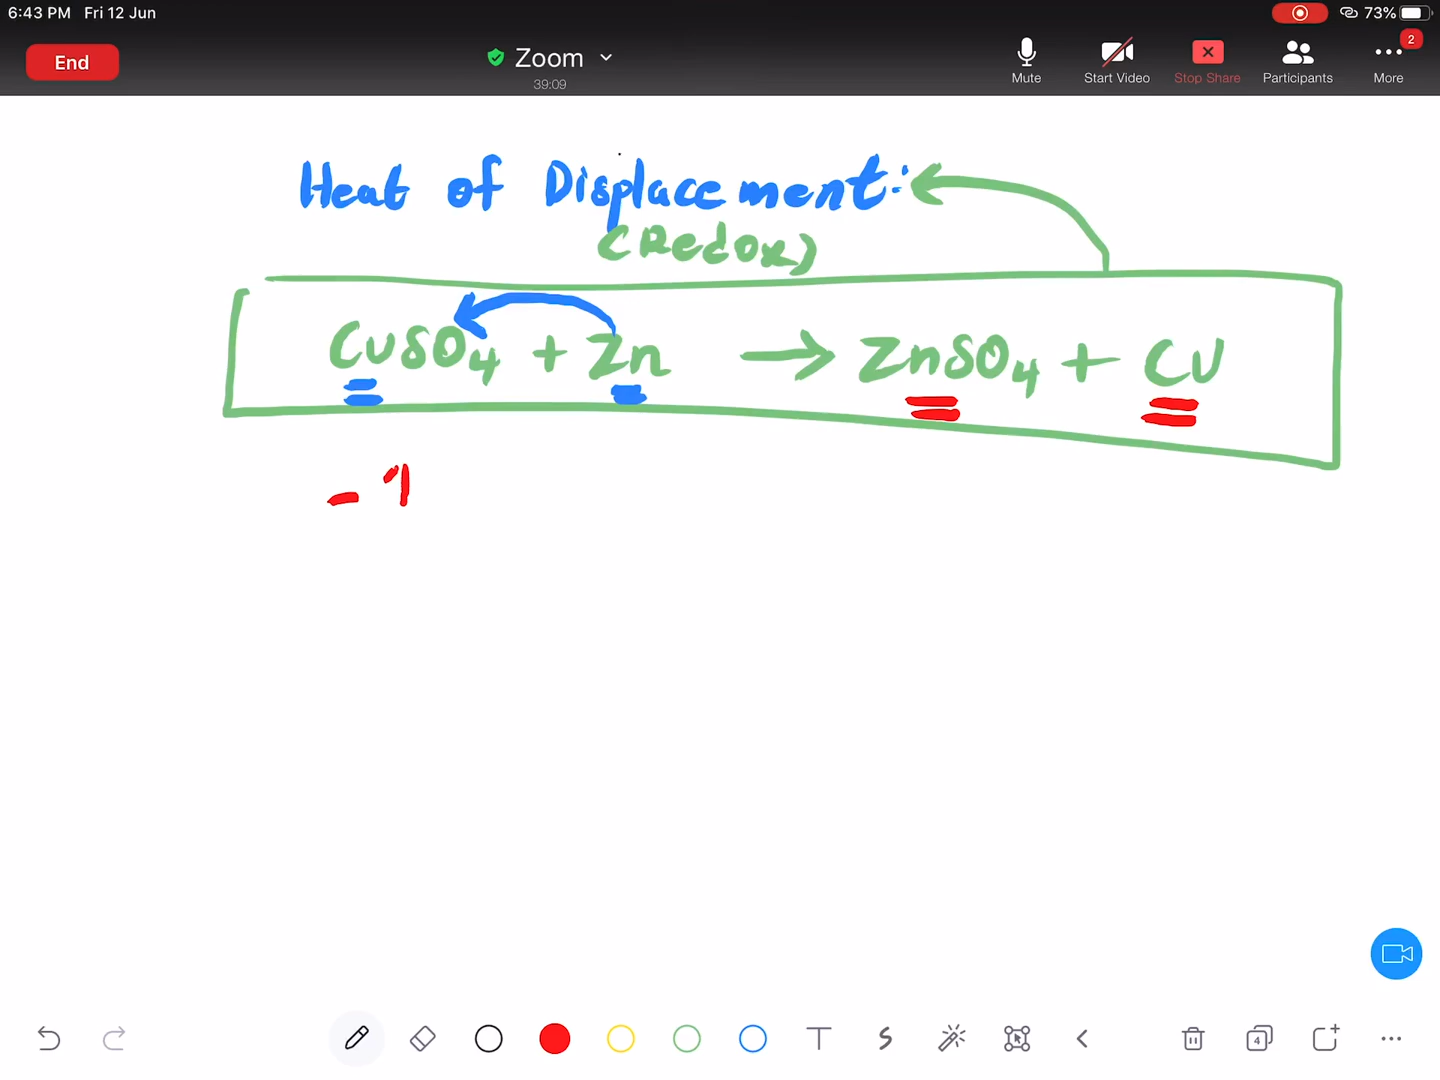 6:43 PM Fri 12 Jun 73%
End Zoom 39:09 Mute Start Video Stop Share Participants More 2
Heat of Displacement:
(Redox)
CuSO4 + Zn → ZnSO4 + Cu
- 1
T 4